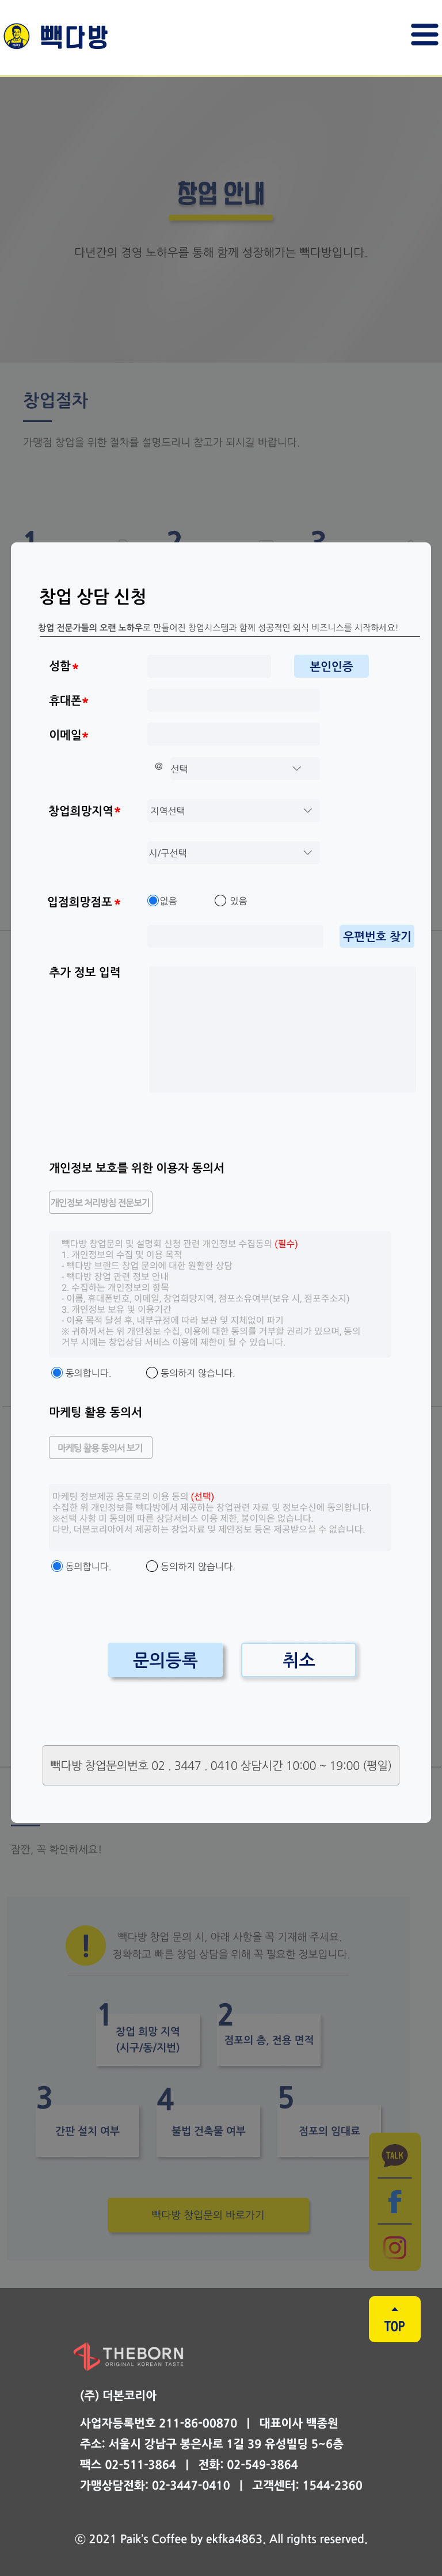 빽다방
창업 안내
다년간의 경영 노하우를 통해 함께 성장해가는 빽다방입니다.
창업절차
가맹점 창업을 위한 절차를 설명드리니 참고가 되시길 바랍니다.
1 2 3
창업 상담 신청
창업 전문가들의 오랜 노하우로 만들어진 창업시스템과 함께 성공적인 외식 비즈니스를 시작하세요!
성함* 본인인증
휴대폰*
이메일*
@ 선택
창업희망지역* 지역선택
시/구선택
입점희망점포* 없음 있음
우편번호 찾기
추가 정보 입력
개인정보 보호를 위한 이용자 동의서
개인정보 처리방침 전문보기
빽다방 창업문의 및 설명회 신청 관련 개인정보 수집동의 (필수)
1. 개인정보의 수집 및 이용 목적
- 빽다방 브랜드 창업 문의에 대한 원활한 상담
- 빽다방 창업 관련 정보 안내
2. 수집하는 개인정보의 항목
- 이름, 휴대폰번호, 이메일, 창업희망지역, 점포소유여부(보유 시, 점포주소지)
3. 개인정보 보유 및 이용기간
- 이용 목적 달성 후, 내부규정에 따라 보관 및 지체없이 파기
※ 귀하께서는 위 개인정보 수집, 이용에 대한 동의를 거부할 권리가 있으며, 동의
거부 시에는 창업상담 서비스 이용에 제한이 될 수 있습니다.
동의합니다. 동의하지 않습니다.
마케팅 활용 동의서
마케팅 활용 동의서 보기
마케팅 정보제공 용도로의 이용 동의 (선택)
수집한 위 개인정보를 빽다방에서 제공하는 창업관련 자료 및 정보수신에 동의합니다.
※선택 사항 미 동의에 따른 상담서비스 이용 제한, 불이익은 없습니다.
다만, 더본코리아에서 제공하는 창업자료 및 제안정보 등은 제공받으실 수 없습니다.
동의합니다. 동의하지 않습니다.
문의등록 취소
빽다방 창업문의번호 02 . 3447 . 0410 상담시간 10:00 ~ 19:00 (평일)
잠깐, 꼭 확인하세요!
!
빽다방 창업 문의 시, 아래 사항을 꼭 기재해 주세요.
정확하고 빠른 창업 상담을 위해 꼭 필요한 정보입니다.
1 창업 희망 지역
(시구/동/지번)
2 점포의 층, 전용 면적
3 간판 설치 여부
4 불법 건축물 여부
5 점포의 임대료
TALK
빽다방 창업문의 바로가기
TOP
THEBORN
ORIGINAL KOREAN TASTE
(주) 더본코리아
사업자등록번호 211-86-00870 | 대표이사 백종원
주소: 서울시 강남구 봉은사로 1길 39 유성빌딩 5~6층
팩스 02-511-3864 | 전화: 02-549-3864
가맹상담전화: 02-3447-0410 | 고객센터: 1544-2360
ⓒ 2021 Paik's Coffee by ekfka4863. All rights reserved.